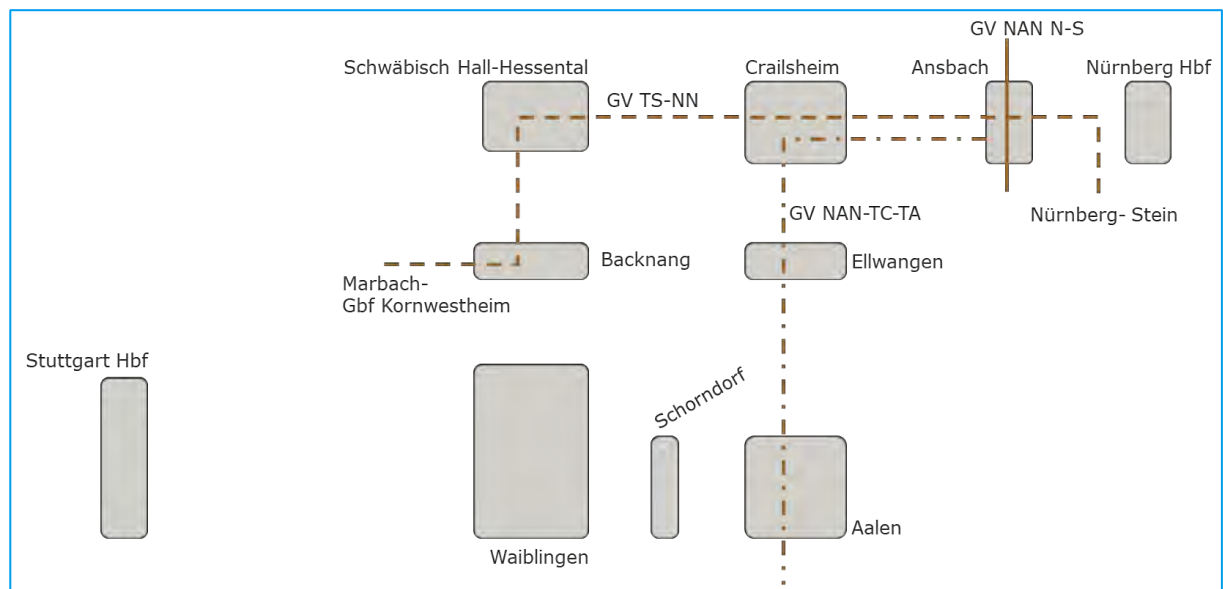 GV NAN N-S
Schwäbisch Hall-Hessental
Crailsheim
Ansbach
Nürnberg Hbf
GV TS-NN
GV NAN-TC-TA
Nürnberg- Stein
Backnang
Ellwangen
Marbach-
Gbf Kornwestheim
Stuttgart Hbf
Schorndorf
Aalen
Waiblingen